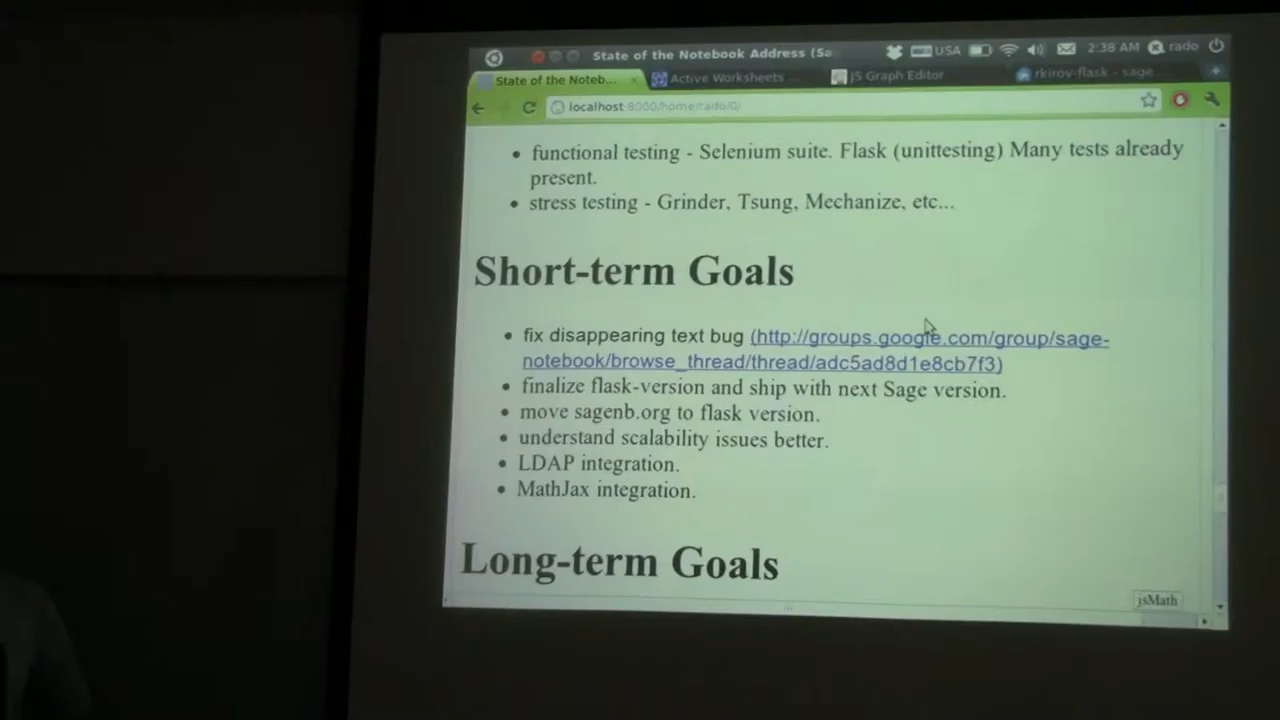 State of the Notebook Address (Sa
USA
2:38 AM
rado
State of the Noteb...
Active Worksheets ...
JS Graph Editor
rkirov-flask - sage...
localhost:8000/home/rado/0/
• functional testing - Selenium suite. Flask (unittesting) Many tests already
present.
• stress testing - Grinder, Tsung, Mechanize, etc...
Short-term Goals
• fix disappearing text bug (http://groups.google.com/group/sage-
notebook/browse_thread/thread/adc5ad8d1e8cb7f3)
• finalize flask-version and ship with next Sage version.
• move sagenb.org to flask version.
• understand scalability issues better.
• LDAP integration.
• MathJax integration.
Long-term Goals
jsMath